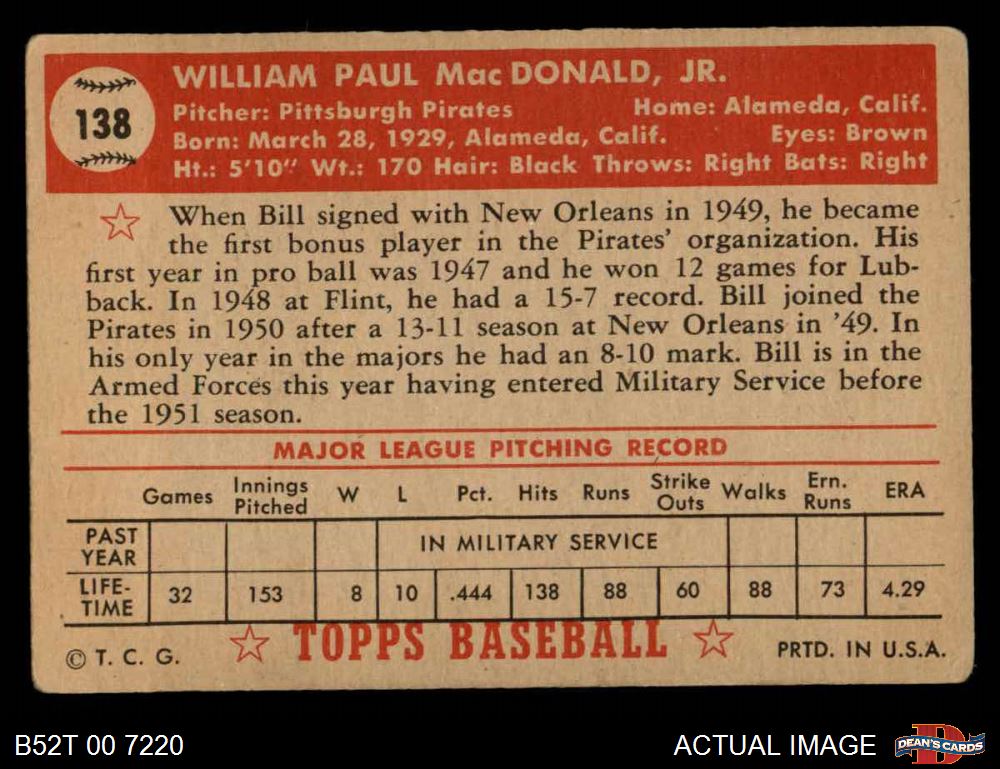 138
WILLIAM PAUL MacDONALD, JR.
Pitcher: Pittsburgh Pirates Home: Alameda, Calif.
Born: March 28, 1929, Alameda, Calif. Eyes: Brown
Ht.: 5'10" Wt.: 170 Hair: Black Throws: Right Bats: Right
When Bill signed with New Orleans in 1949, he became
the first bonus player in the Pirates' organization. His
first year in pro ball was 1947 and he won 12 games for Lub-
back. In 1948 at Flint, he had a 15-7 record. Bill joined the
Pirates in 1950 after a 13-11 season at New Orleans in '49. In
his only year in the majors he had an 8-10 mark. Bill is in the
Armed Forces this year having entered Military Service before
the 1951 season.
MAJOR LEAGUE PITCHING RECORD
Games Innings Pitched W L Pct. Hits Runs Strike Outs Walks Ern. Runs ERA
PAST YEAR IN MILITARY SERVICE
LIFE-TIME 32 153 8 10 .444 138 88 60 88 73 4.29
© T. C. G. TOPPS BASEBALL PRTD. IN U.S.A.
B52T 00 7220 ACTUAL IMAGE D DEAN'S CARDS